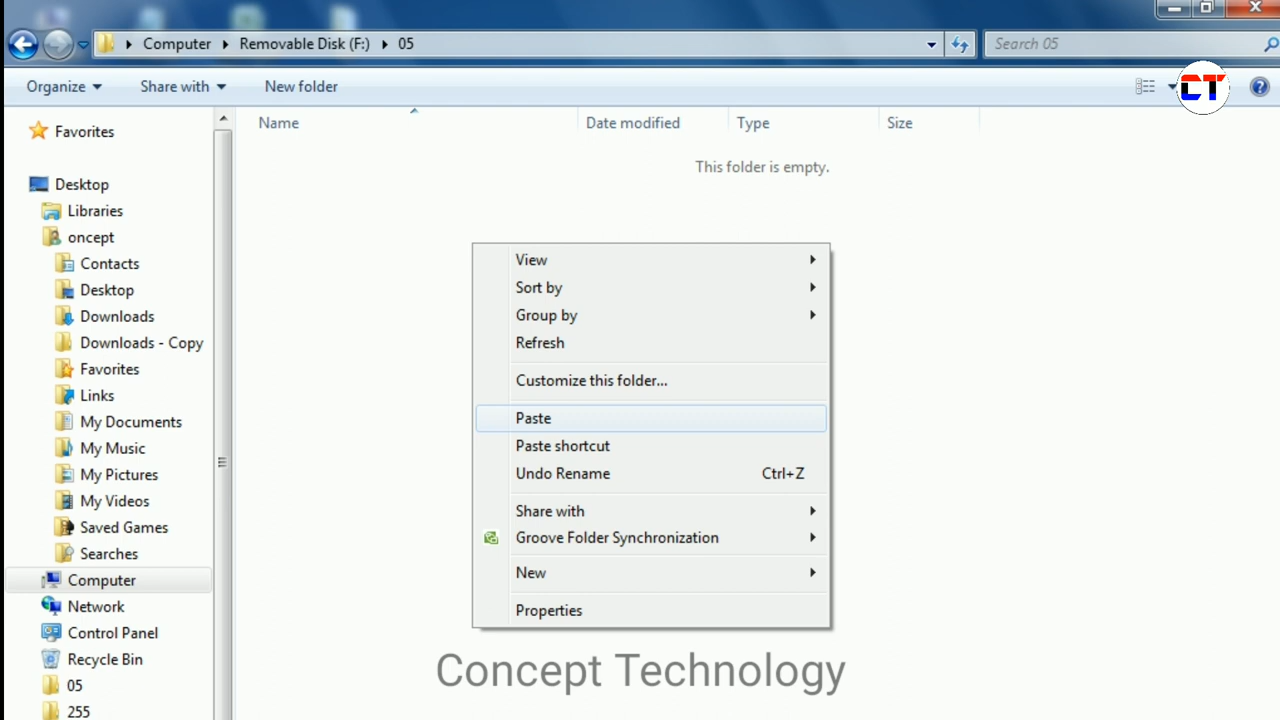 Computer Removable Disk (F:) 05
Search 05
Organize Share with New folder
CT
Name Date modified Type Size
This folder is empty.
Favorites
Desktop
Libraries
oncept
Contacts
Desktop
Downloads
Downloads - Copy
Favorites
Links
My Documents
My Music
My Pictures
My Videos
Saved Games
Searches
Computer
Network
Control Panel
Recycle Bin
05
255
View
Sort by
Group by
Refresh
Customize this folder...
Paste
Paste shortcut
Undo Rename Ctrl+Z
Share with
Groove Folder Synchronization
New
Properties
Concept Technology